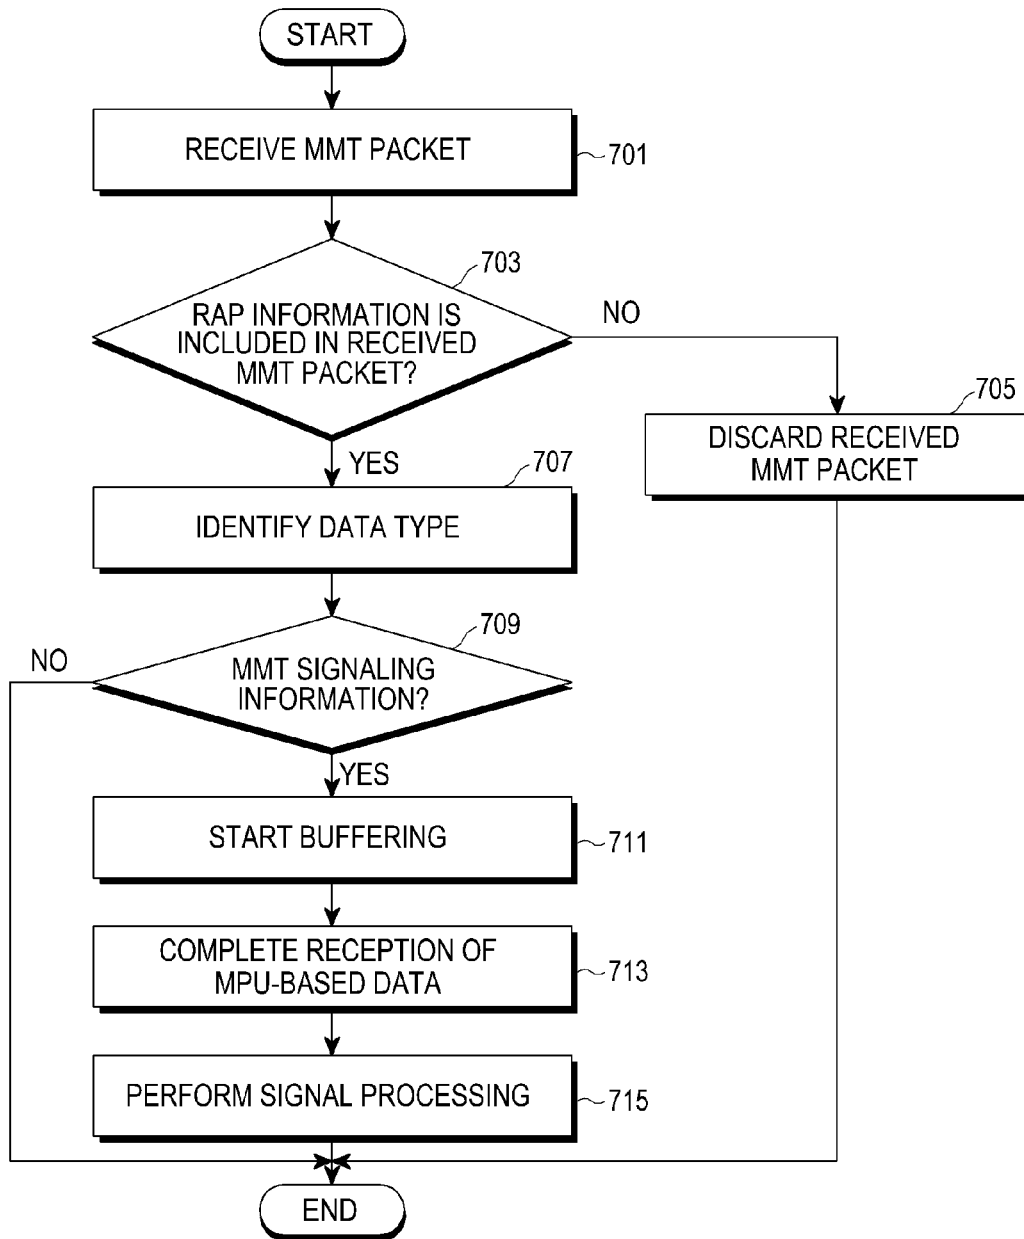 START
RECEIVE MMT PACKET
701
703
RAP INFORMATION IS
INCLUDED IN RECEIVED
MMT PACKET?
NO
705
DISCARD RECEIVED
MMT PACKET
YES
707
IDENTIFY DATA TYPE
709
NO
MMT SIGNALING
INFORMATION?
YES
START BUFFERING
711
COMPLETE RECEPTION OF
MPU-BASED DATA
713
PERFORM SIGNAL PROCESSING
715
END